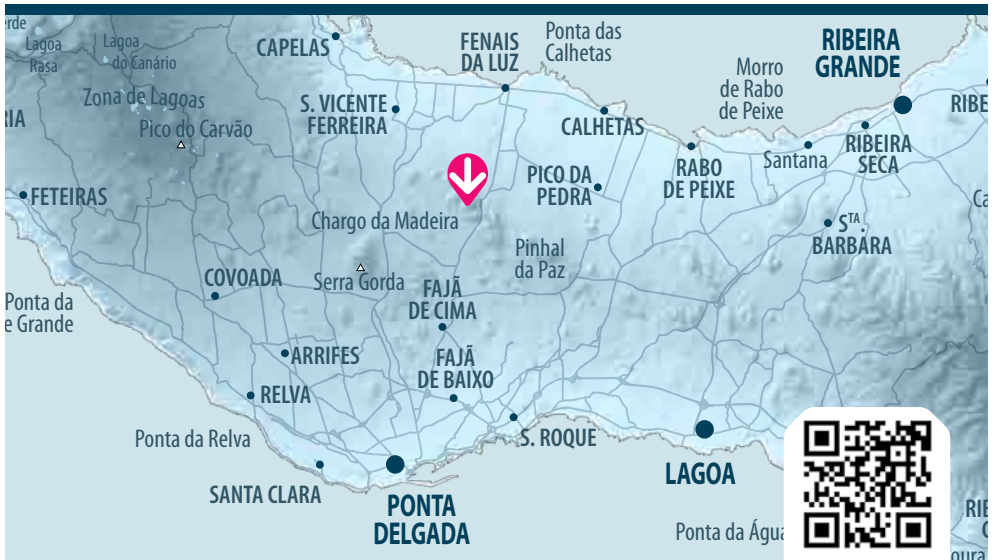 Lagoa
Rasa
Lagoa
do Canário
CAPELAS
FENAIS
DA LUZ
Ponta das
Calhetas
RIBEIRA
GRANDE
Morro
de Rabo
de Peixe
Zona de Lagoas
Pico do Carvão
S. VICENTE
FERREIRA
CALHETAS
RABO
DE PEIXE
Santana
RIBEIRA
SECA
FETEIRAS
PICO DA
PEDRA
Chargo da Madeira
STA.
BARBARA
Pinhal
da Paz
COVOADA
Serra Gorda
FAJÃ
DE CIMA
Ponta da
e Grande
ARRIFES
FAJÃ
DE BAIXO
RELVA
Ponta da Relva
S. ROQUE
SANTA CLARA
PONTA
DELGADA
LAGOA
Ponta da Água